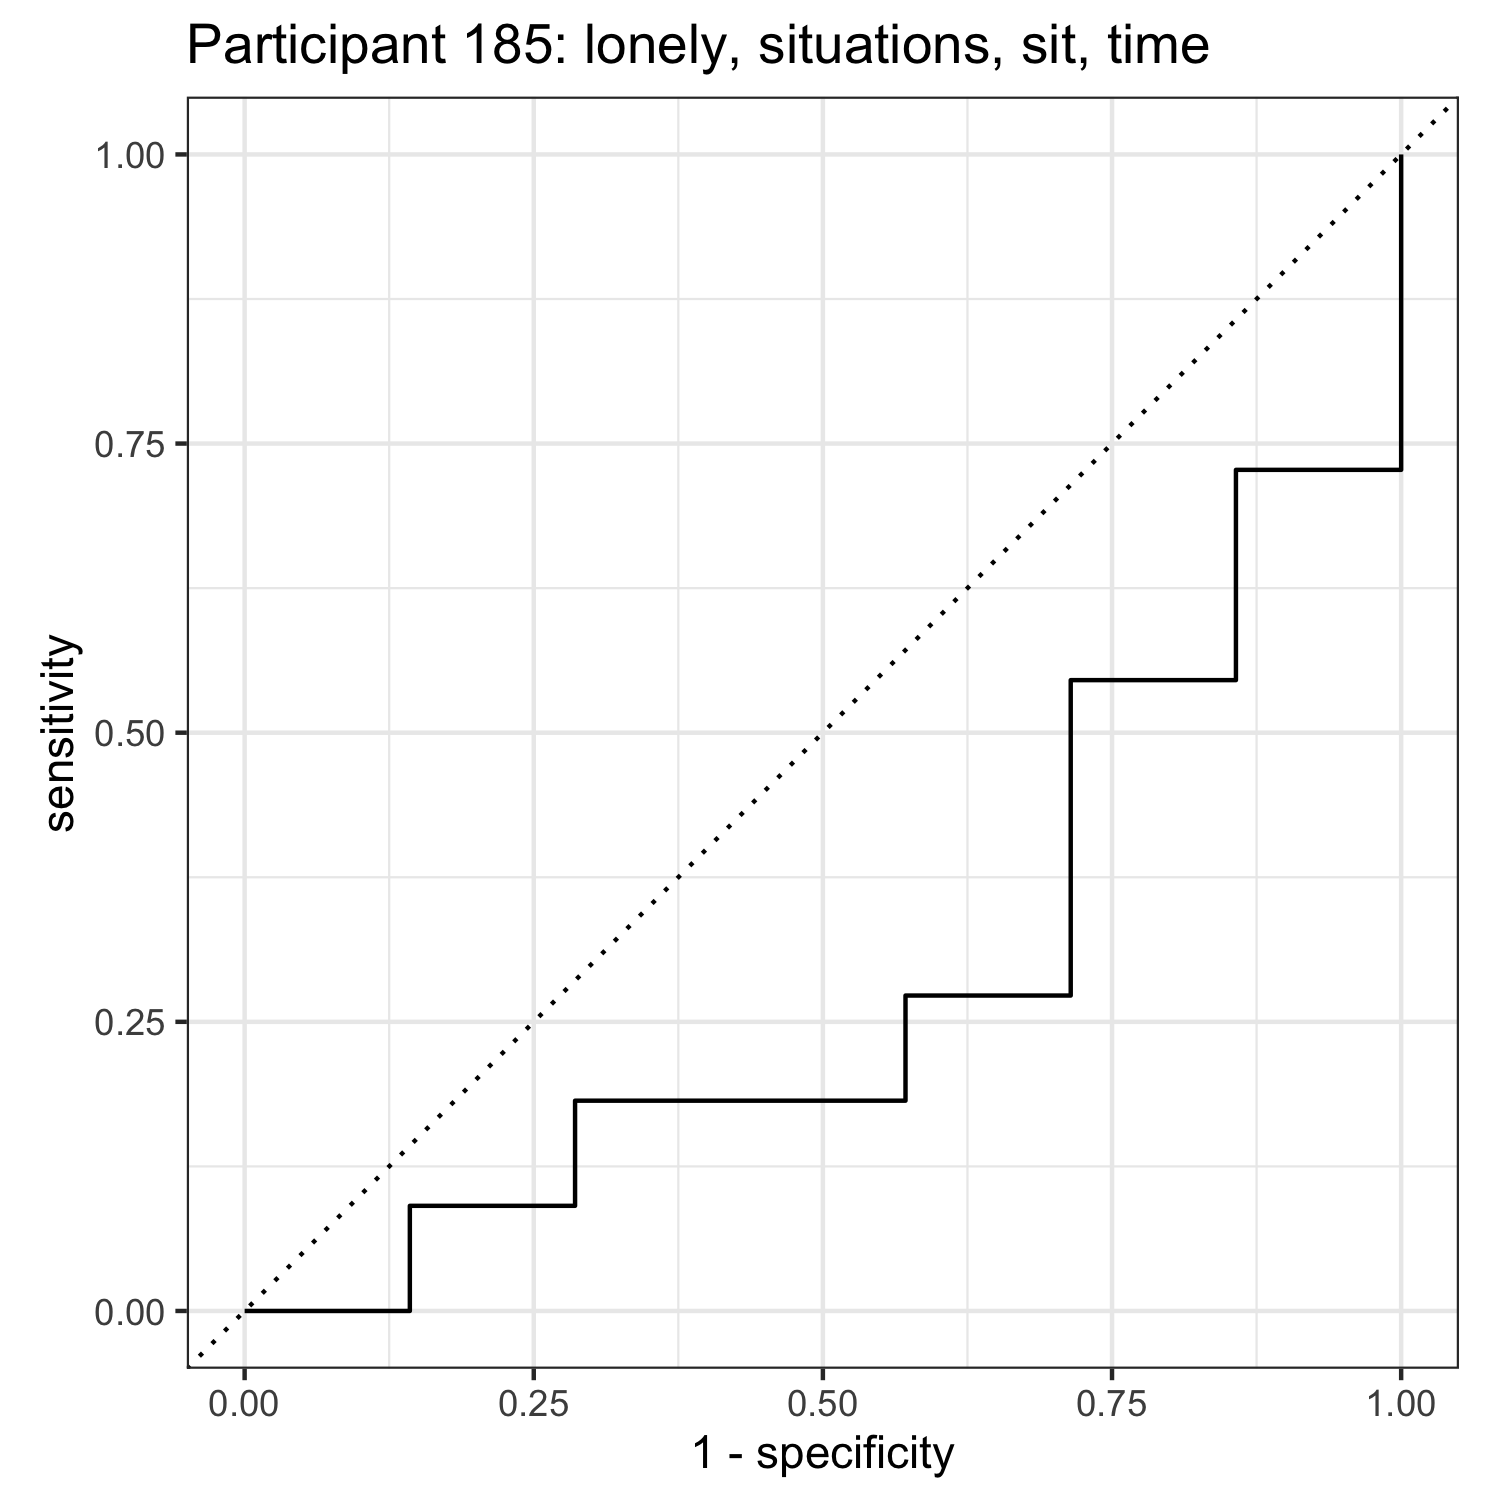 Participant 185: lonely, situations, sit, time
1.00
0.75
0.50
0.25
0.00
sensitivity
0.00 0.25 0.50 0.75 1.00
1 - specificity